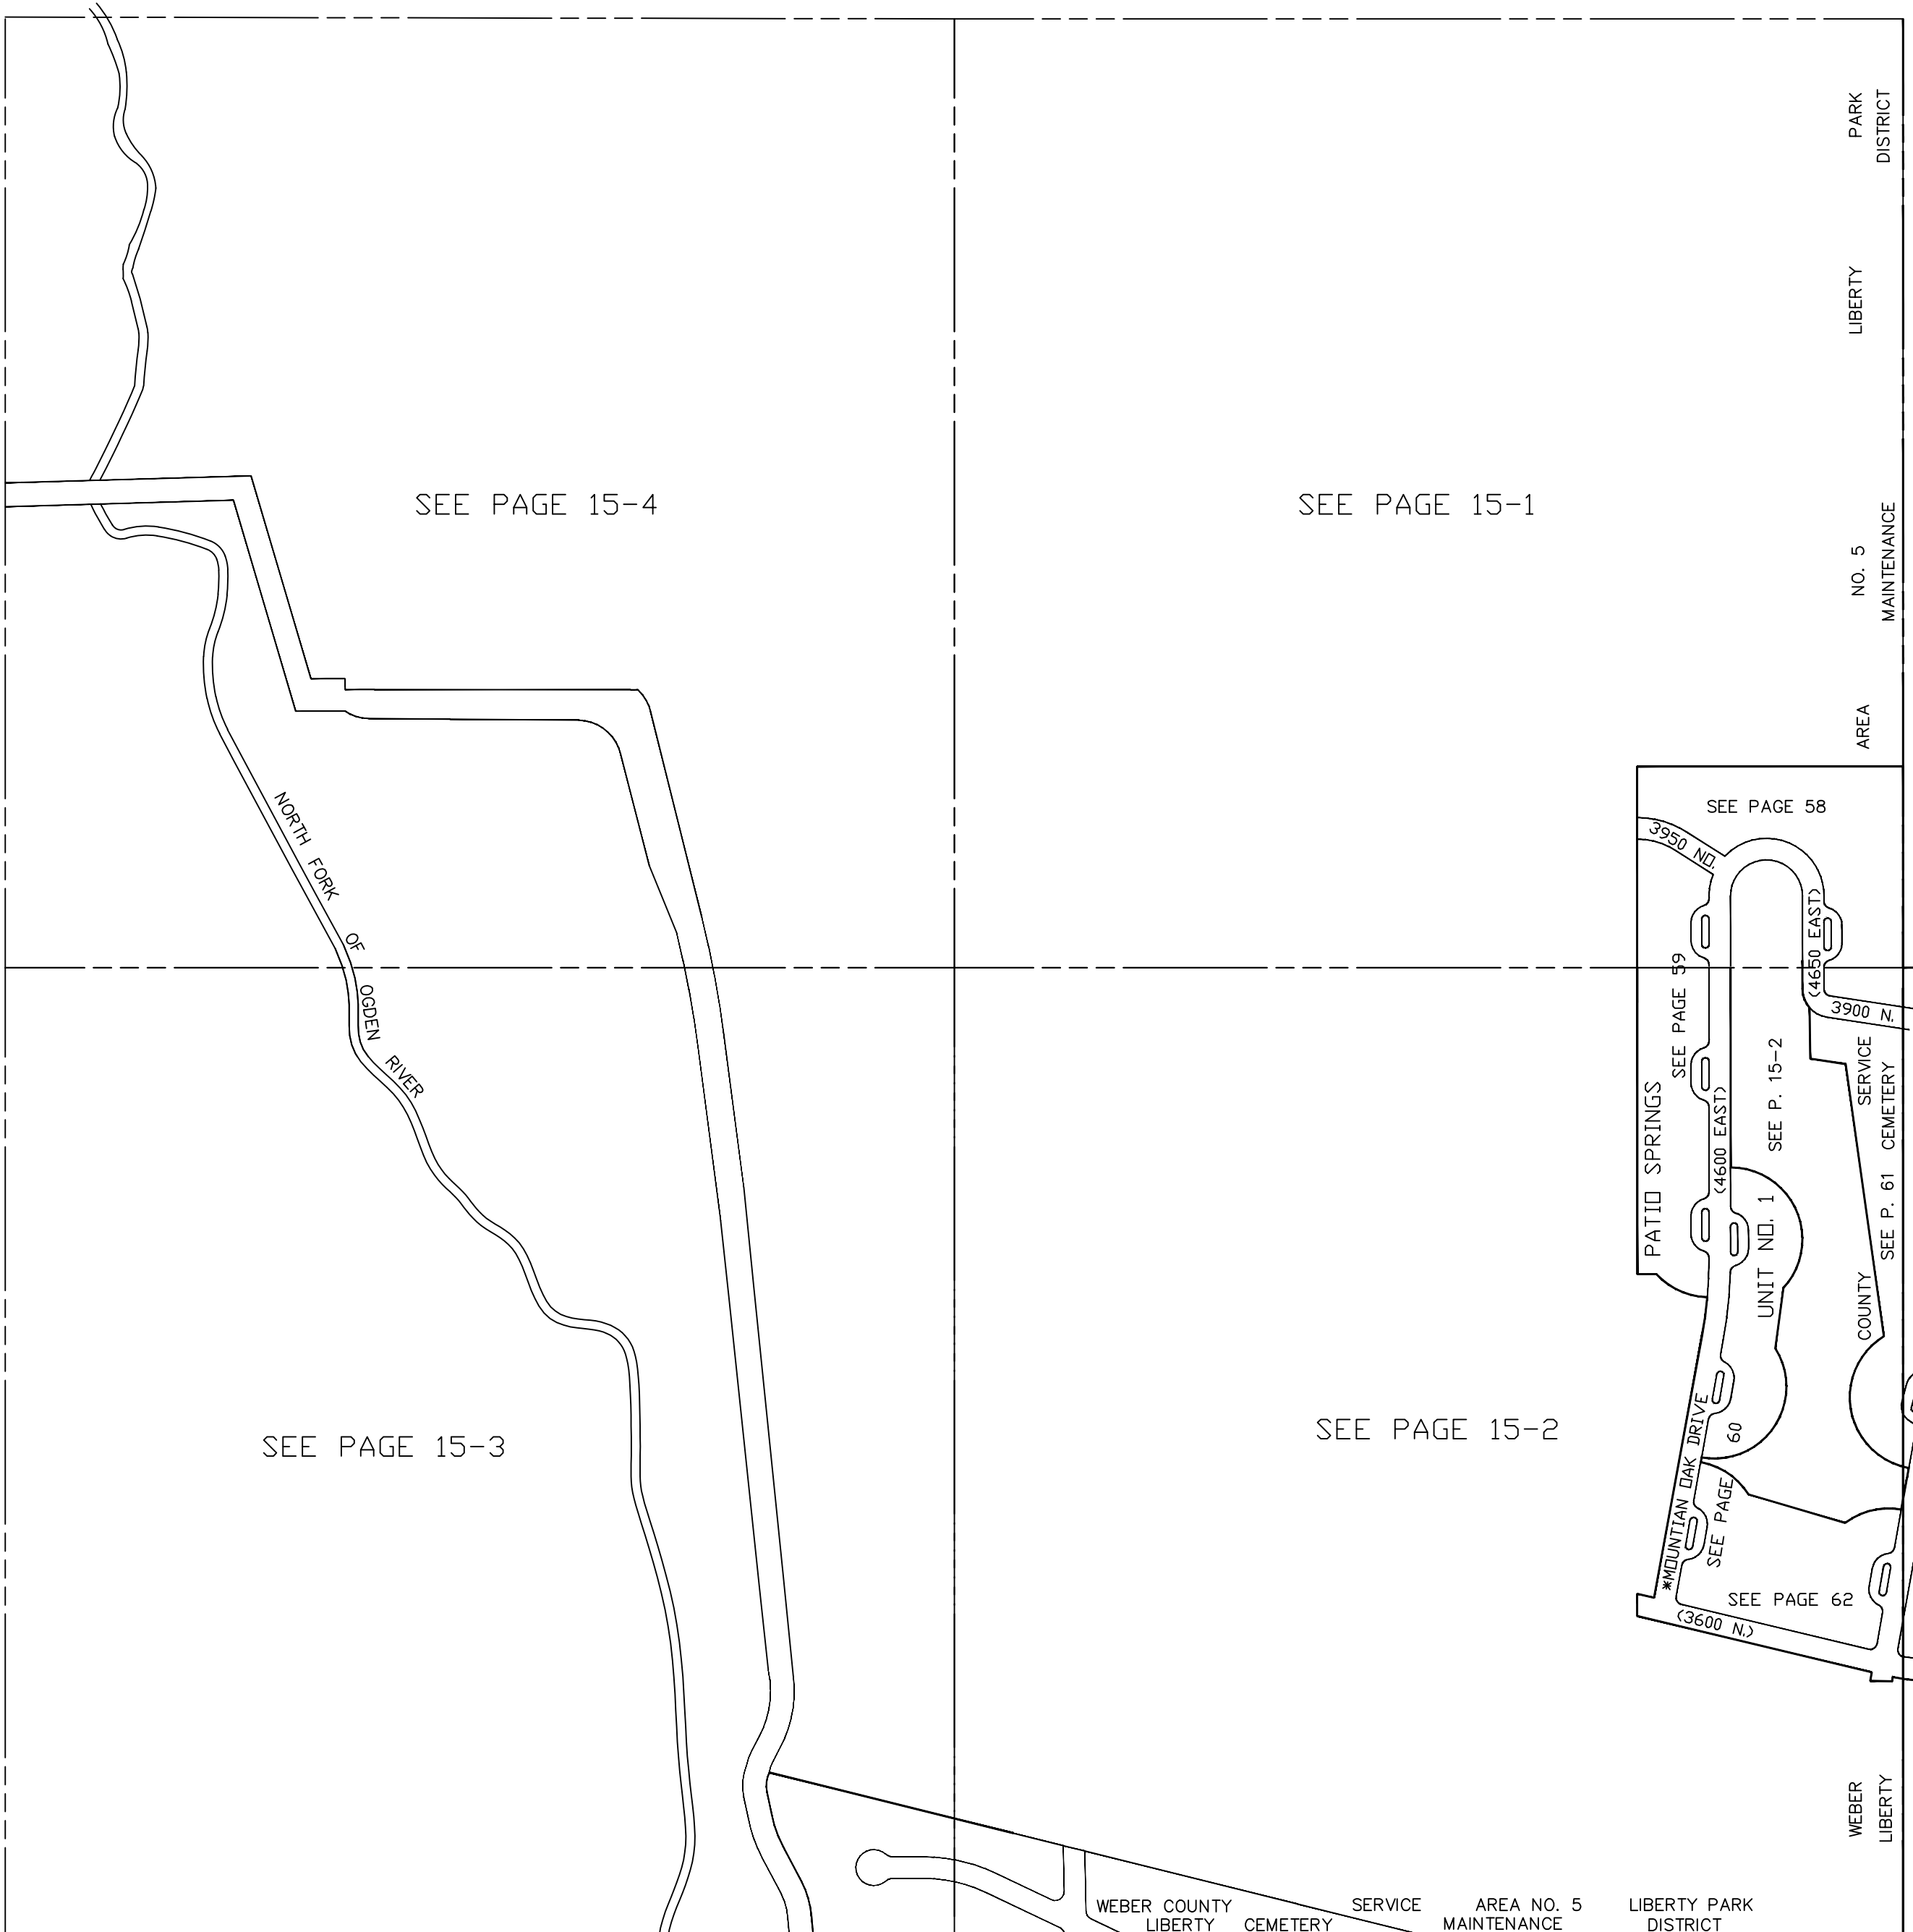 SEE PAGE 15-4
SEE PAGE 15-1
NORTH FORK OF OGDEN RIVER
SEE PAGE 15-3
SEE PAGE 15-2
SEE PAGE 58
3950 NO.
(4650 EAST)
3900 N.
SEE PAGE 59
PATIO SPRINGS
UNIT NO. 1
(4600 EAST)
SEE P. 15-2
SEE P. 61
*MOUNTIAN OAK DRIVE
SEE PAGE 60
SEE PAGE 62
(3600 N.)
WEBER COUNTY SERVICE AREA NO. 5 LIBERTY PARK
LIBERTY CEMETERY MAINTENANCE DISTRICT
WEBER COUNTY SERVICE AREA NO. 5 LIBERTY PARK
LIBERTY CEMETERY MAINTENANCE DISTRICT